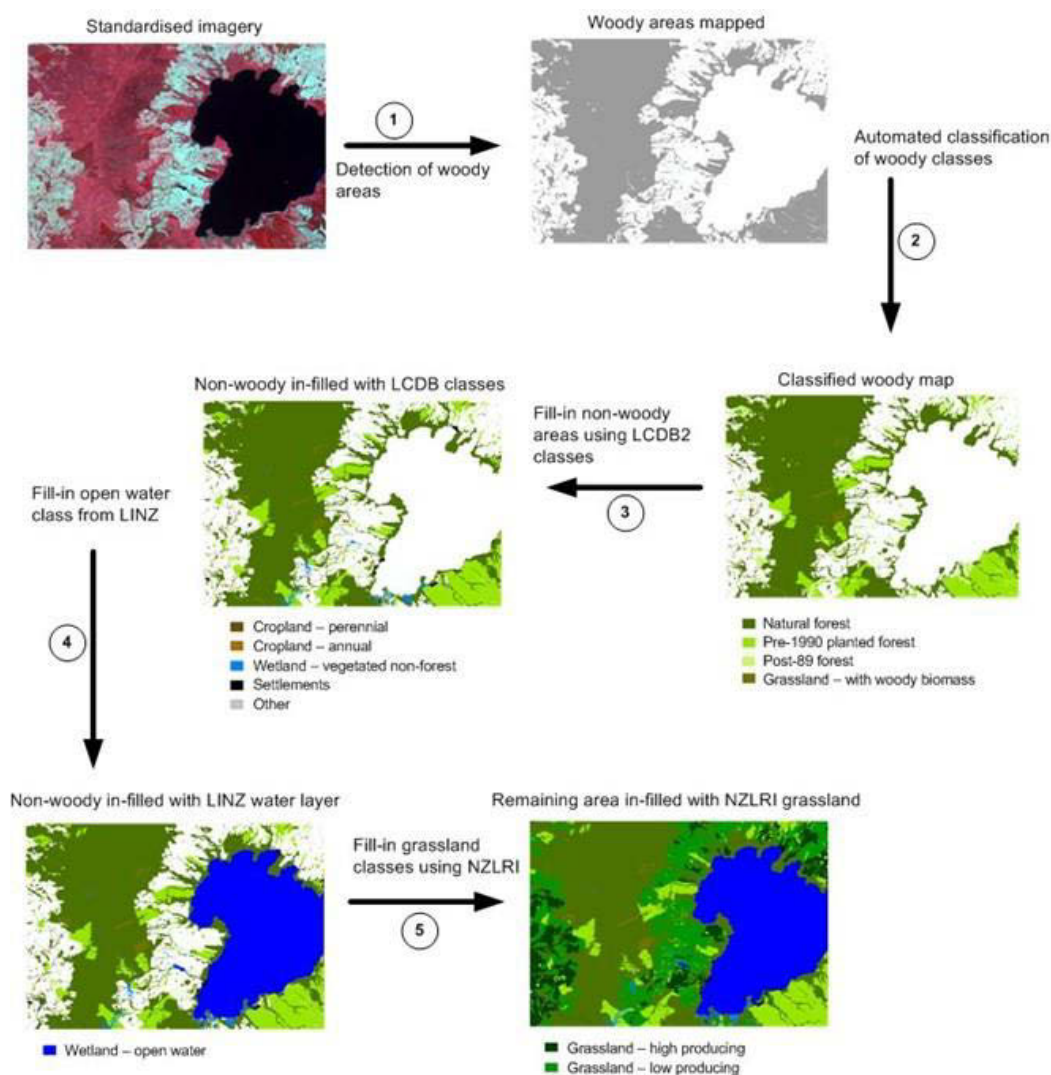 Standardised imagery
Woody areas mapped
1
Detection of woody
areas
Automated classification
of woody classes
2
Classified woody map
Natural forest
Pre-1990 planted forest
Post-89 forest
Grassland – with woody biomass
Fill-in non-woody
areas using LCDB2
classes
3
Non-woody in-filled with LCDB classes
Cropland – perennial
Cropland – annual
Wetland – vegetated non-forest
Settlements
Other
Fill-in open water
class from LINZ
4
Non-woody in-filled with LINZ water layer
Wetland – open water
Fill-in grassland
classes using NZLRI
5
Remaining area in-filled with NZLRI grassland
Grassland – high producing
Grassland – low producing